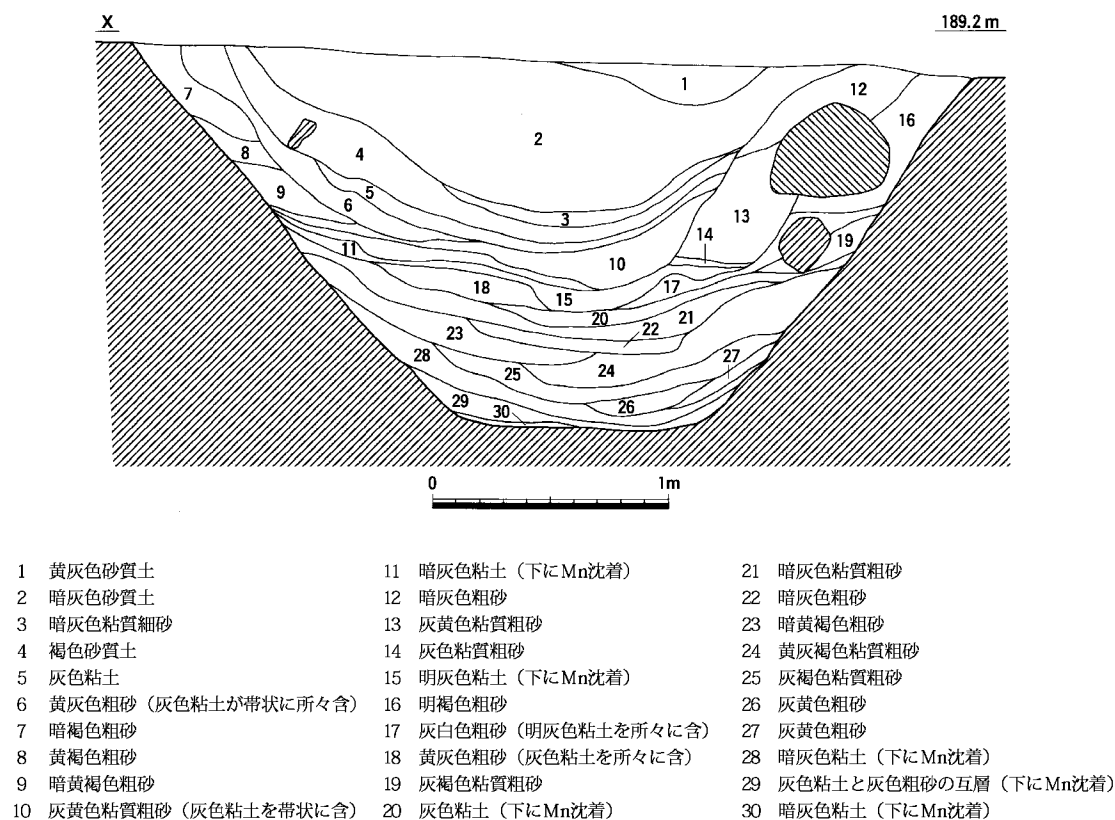 X
189.2 m
1
2
3
4
5
6
7
8
9
10
11
12
13
14
15
16
17
18
19
20
21
22
23
24
25
26
27
28
29
30
0
1m
1 黄灰色砂質土
2 暗灰色砂質土
3 暗灰色粘質細砂
4 褐色砂質土
5 灰色粘土
6 黄灰色粗砂（灰色粘土が帯状に所々含）
7 暗褐色粗砂
8 黄褐色粗砂
9 暗黄褐色粗砂
10 灰黄色粘質粗砂（灰色粘土を帯状に含）
11 暗灰色粘土（下にMn沈着）
12 暗灰色粗砂
13 灰黄色粘質粗砂
14 灰色粘質粗砂
15 明灰色粘土（下にMn沈着）
16 明褐色粗砂
17 灰白色粗砂（明灰色粘土を所々に含）
18 黄灰色粗砂（灰色粘土を所々に含）
19 灰褐色粘質粗砂
20 灰色粘土（下にMn沈着）
21 暗灰色粘質粗砂
22 暗灰色粗砂
23 暗黄褐色粗砂
24 黄灰褐色粘質粗砂
25 灰褐色粘質粗砂
26 灰黄色粗砂
27 灰黄色粗砂
28 暗灰色粘土（下にMn沈着）
29 灰色粘土と灰色粗砂の互層（下にMn沈着）
30 暗灰色粘土（下にMn沈着）